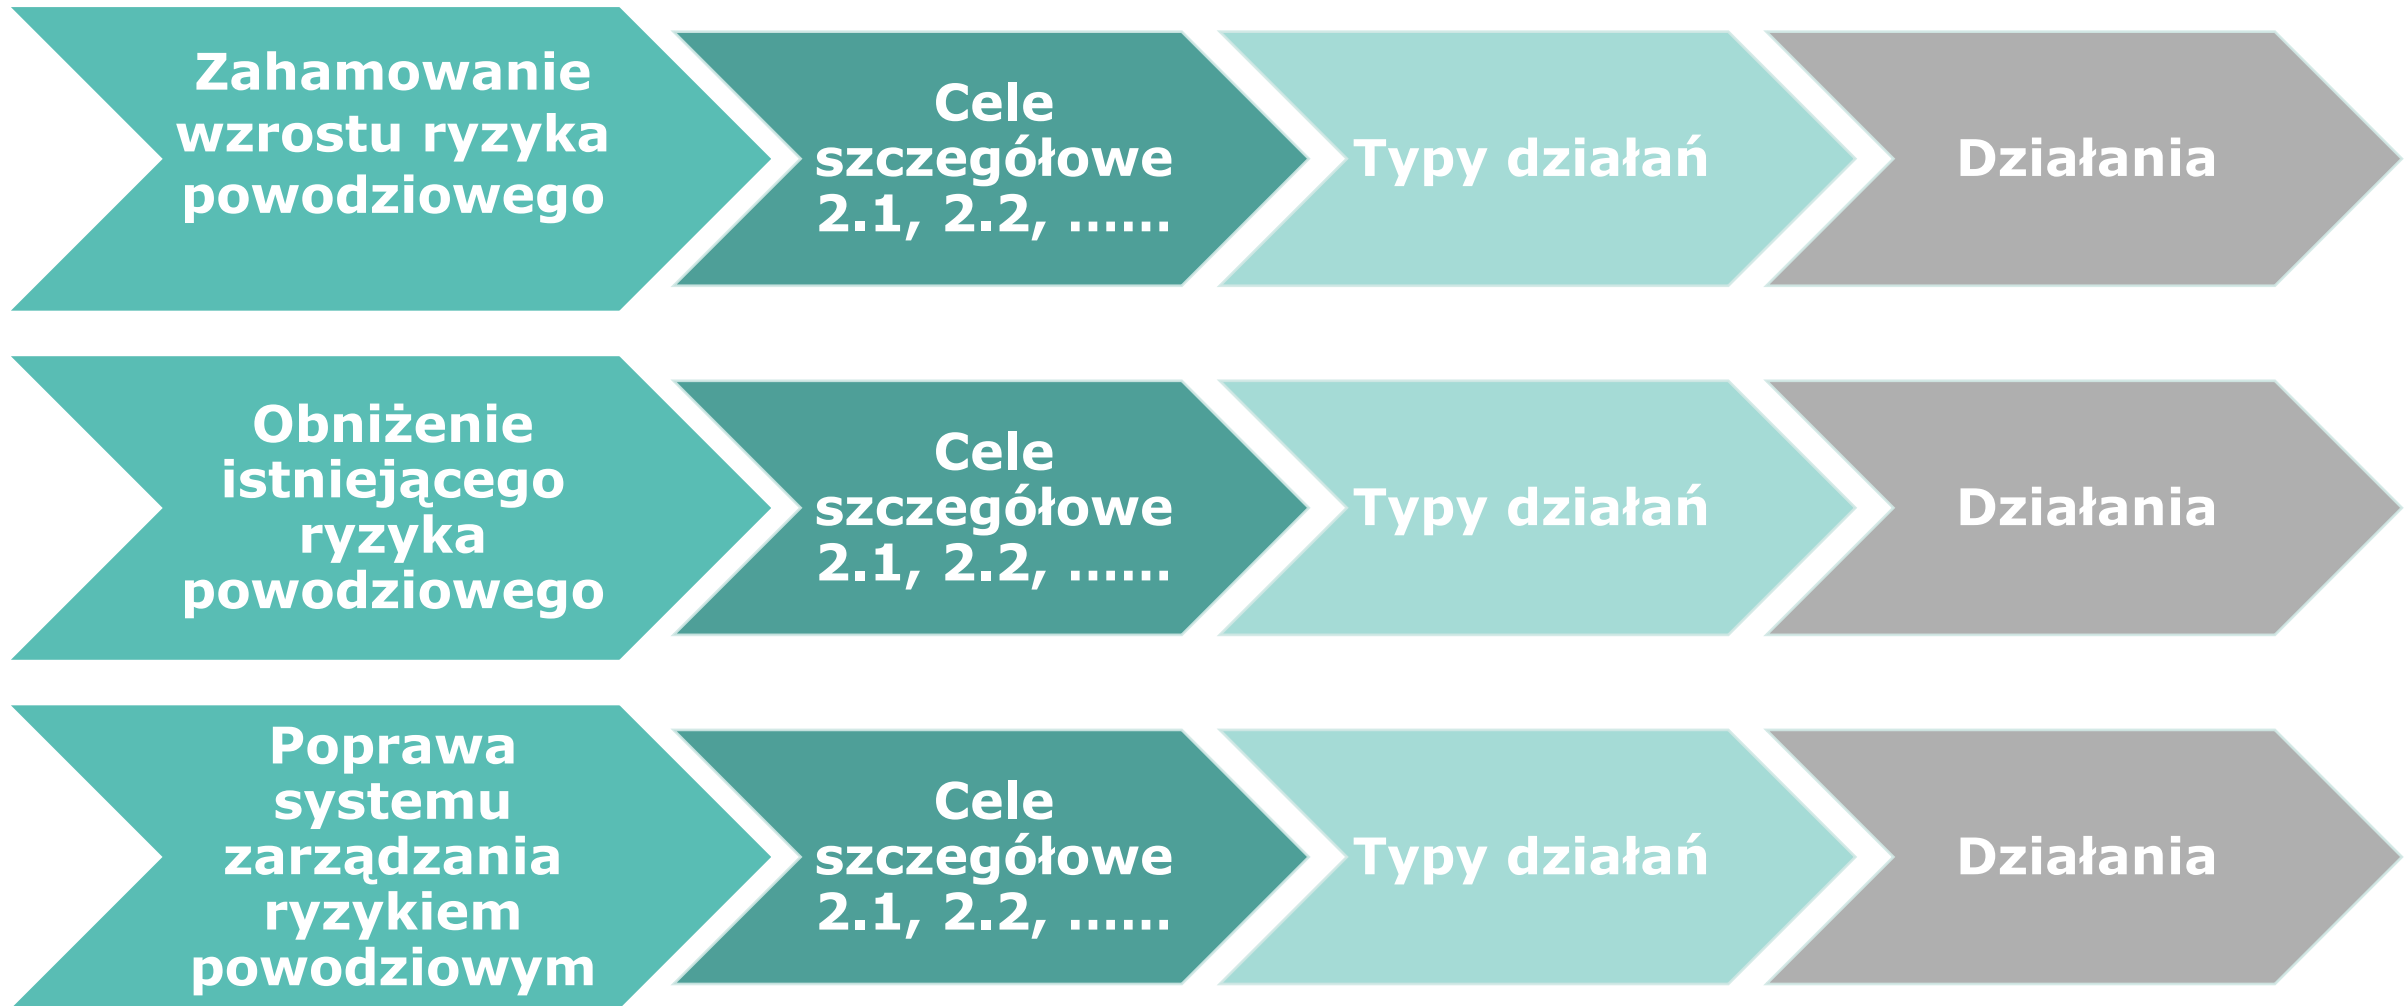 Zahamowanie
wzrostu ryzyka
powodziowego
Cele
szczegółowe
2.1, 2.2, ......
Typy działań
Działania
Obniżenie
istniejącego
ryzyka
powodziowego
Cele
szczegółowe
2.1, 2.2, ......
Typy działań
Działania
Poprawa
systemu
zarządzania
ryzykiem
powodziowym
Cele
szczegółowe
2.1, 2.2, ......
Typy działań
Działania